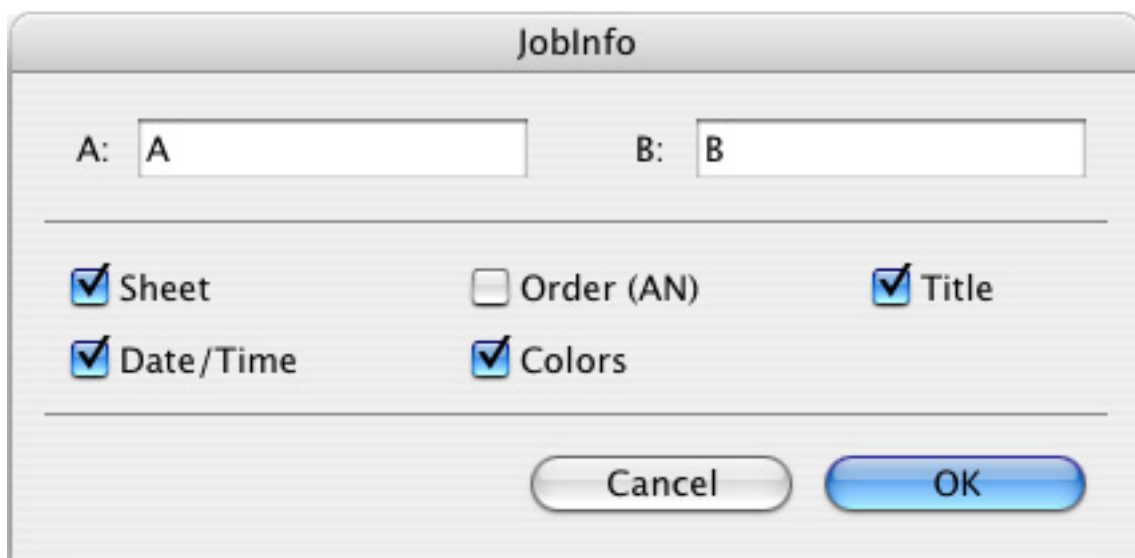 JobInfo
A: A B: B
Sheet Order (AN) Title
Date/Time Colors
Cancel OK